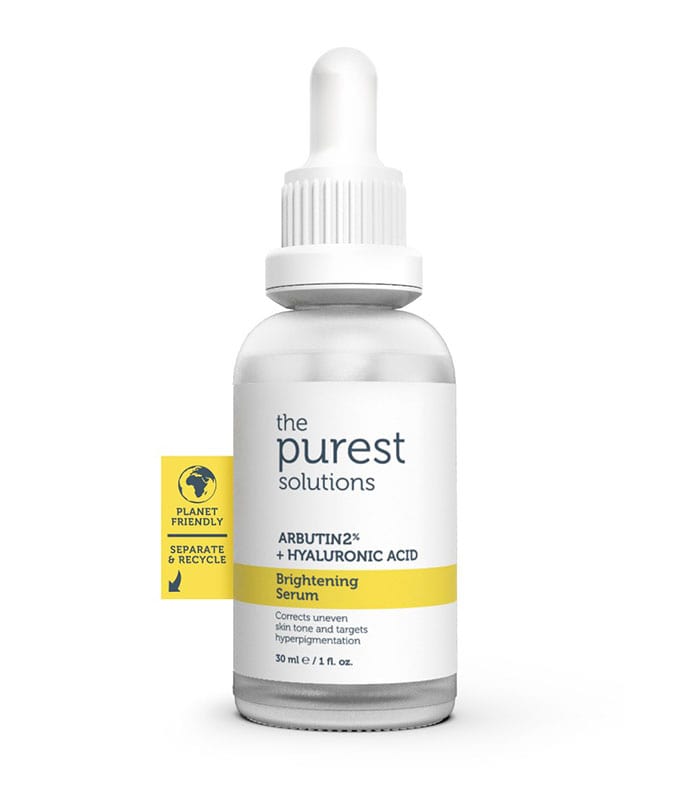 the
purest
solutions
ARBUTIN2%
+ HYALURONIC ACID
Brightening
Serum
Corrects uneven
skin tone and targets
hyperpigmentation
30 ml ℮ / 1 fl. oz.
PLANET
FRIENDLY
SEPARATE
& RECYCLE